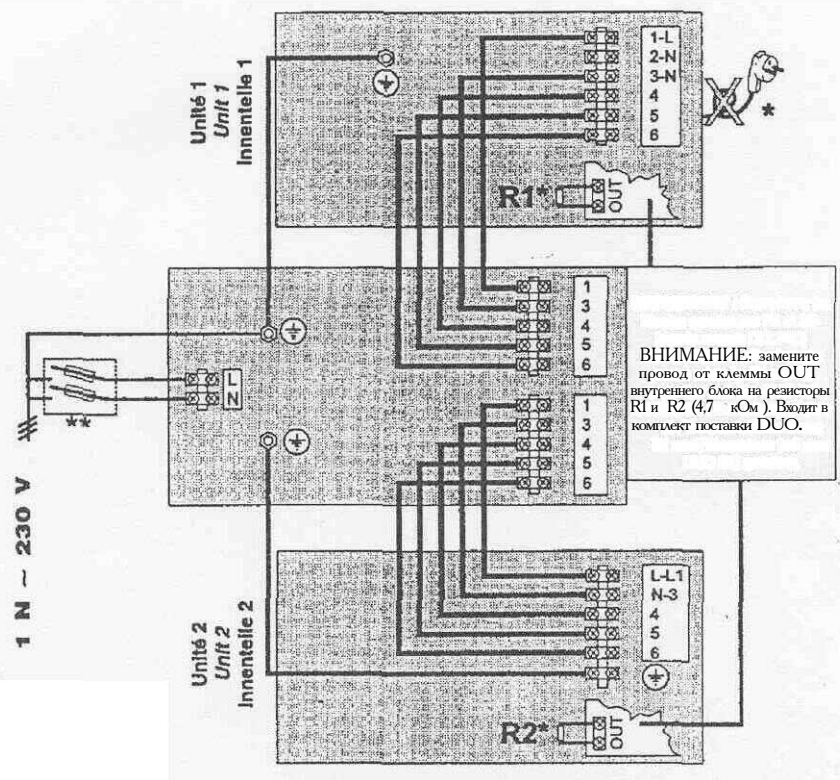 Unité 1
Unit 1
Innentelle 1
1-L
2-N
3-N
4
5
6
*
R1*
OUT
OUT
1
3
4
5
6
L
N
**
1 N ~ 230 V
1
3
4
5
6
ВНИМАНИЕ: замените
провод от клеммы OUT
внутреннего блока на резисторы
R1 и R2 (4,7 кОм ). Входит в
комплект поставки DUO.
Unité 2
Unit 2
Innentelle 2
L-L1
N-3
4
5
6
R2*
OUT